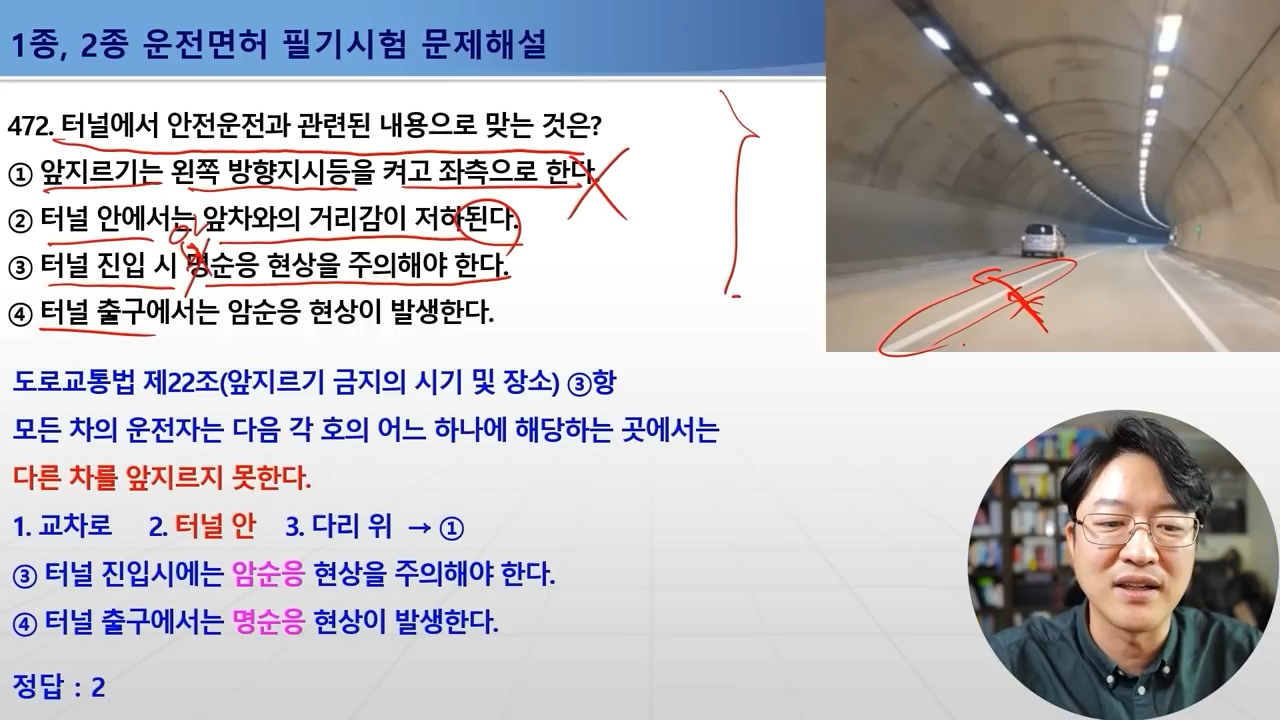 1종, 2종 운전면허 필기시험 문제해설
472. 터널에서 안전운전과 관련된 내용으로 맞는 것은?
① 앞지르기는 왼쪽 방향지시등을 켜고 좌측으로 한다.
② 터널 안에서는 앞차와의 거리감이 저하된다.
암
③ 터널 진입 시 명순응 현상을 주의해야 한다.
④ 터널 출구에서는 암순응 현상이 발생한다.
도로교통법 제22조(앞지르기 금지의 시기 및 장소) ③항
모든 차의 운전자는 다음 각 호의 어느 하나에 해당하는 곳에서는
다른 차를 앞지르지 못한다.
1. 교차로 2. 터널 안 3. 다리 위 → ①
③ 터널 진입시에는 암순응 현상을 주의해야 한다.
④ 터널 출구에서는 명순응 현상이 발생한다.
정답 : 2